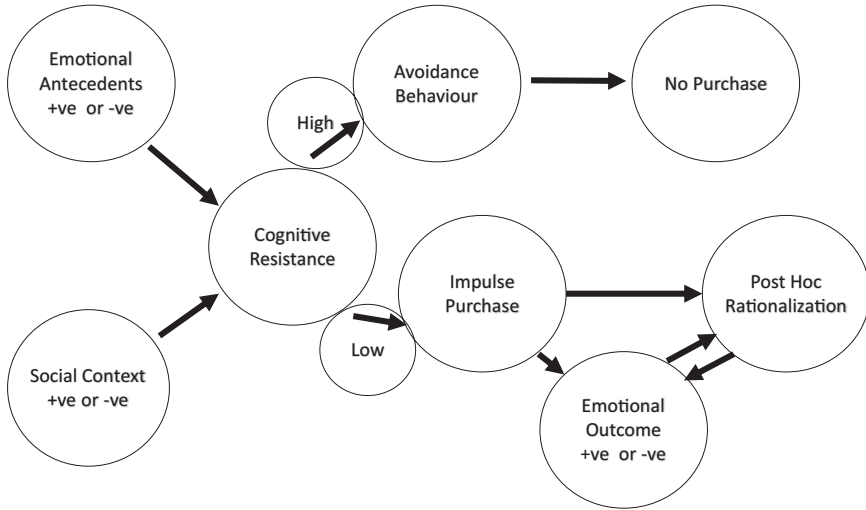 Emotional
Antecedents
+ve or -ve
Avoidance
Behaviour
No Purchase
High
Cognitive
Resistance
Impulse
Purchase
Post Hoc
Rationalization
Low
Social Context
+ve or -ve
Emotional
Outcome
+ve or -ve